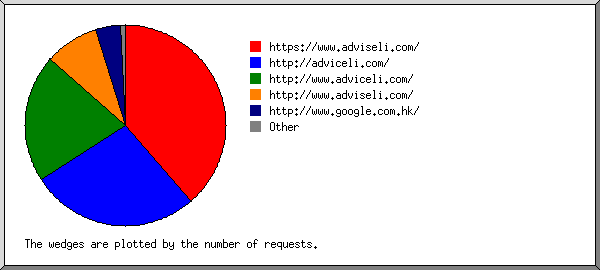 https://www.adviseli.com/
http://adviceli.com/
http://www.adviceli.com/
http://www.adviseli.com/
http://www.google.com.hk/
Other
The wedges are plotted by the number of requests.